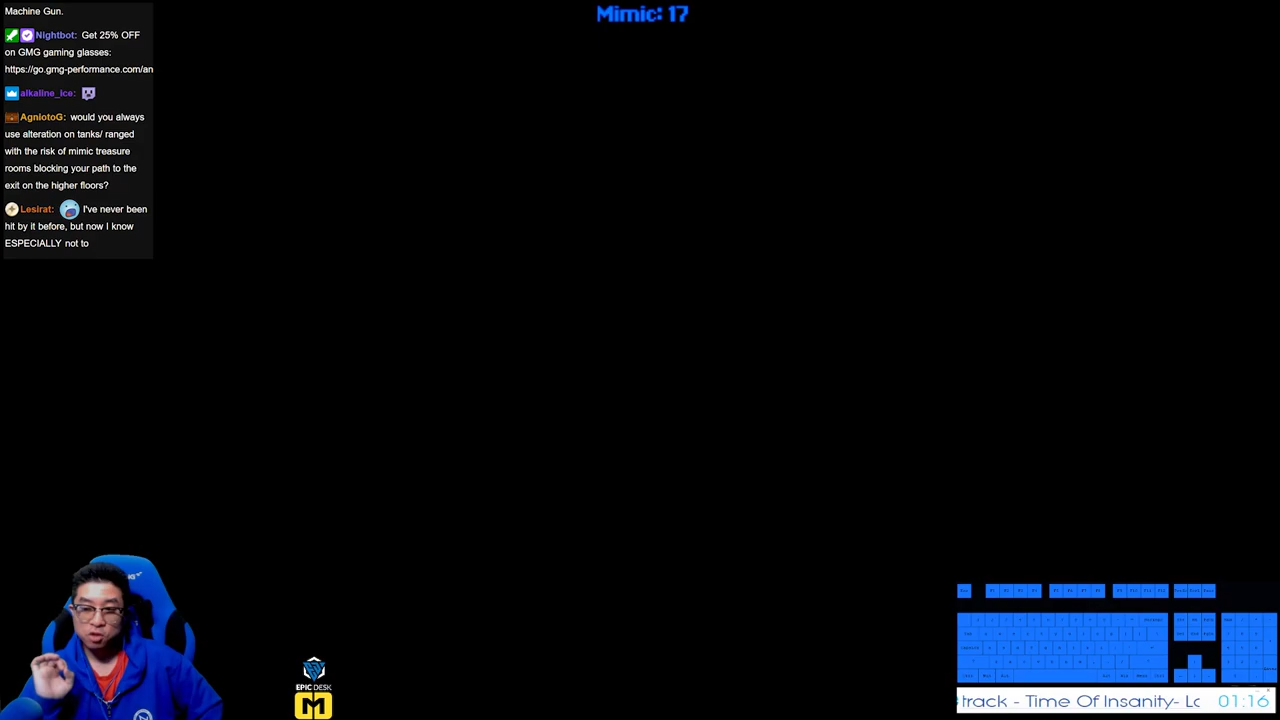 Machine Gun.
Mimic: 17
Nightbot: Get 25% OFF
on GMG gaming glasses:
https://go.gmg-performance.com/an
alkaline_ice:
AgniotoG: would you always
use alteration on tanks/ ranged
with the risk of mimic treasure
rooms blocking your path to the
exit on the higher floors?
Lesirat: I've never been
hit by it before, but now I know
ESPECIALLY not to
EPIC DESK
M
track - Time Of Insanity- Lo
01:16